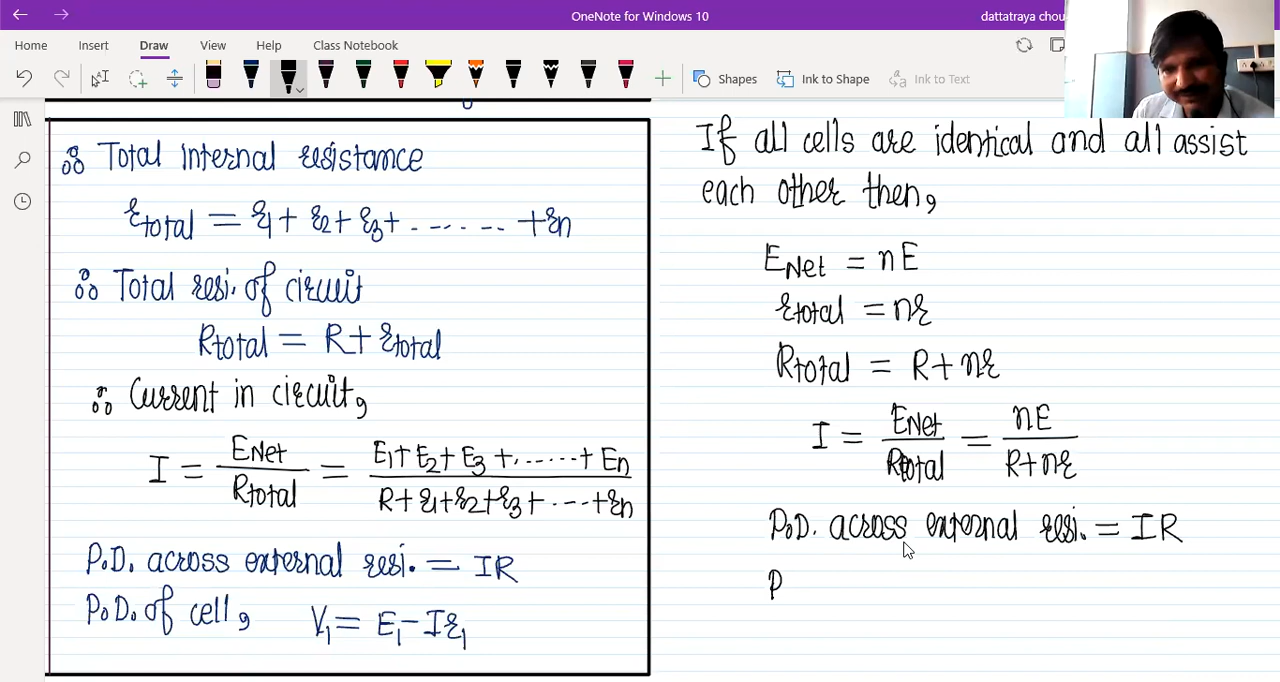 OneNote for Windows 10
dattatraya chou
Home Insert Draw View Help Class Notebook
Shapes Ink to Shape Ink to Text
∴ Total internal resistance
rtotal = r1 + r2 + r3 + ........ + rn
∴ Total resi. of circuit
Rtotal = R + rtotal
∴ Current in circuit,
I = ENet / Rtotal = E1 + E2 + E3 + ...... + En / R + r1 + r2 + r3 + ... + rn
P.D. across external resi. = IR
P.D. of cell, V1 = E1 - Ir1
If all cells are identical and all assist
each other then,
ENet = nE
rtotal = nr
Rtotal = R + nr
I = ENet / Rtotal = nE / R + nr
P.D. across external resi. = IR
P